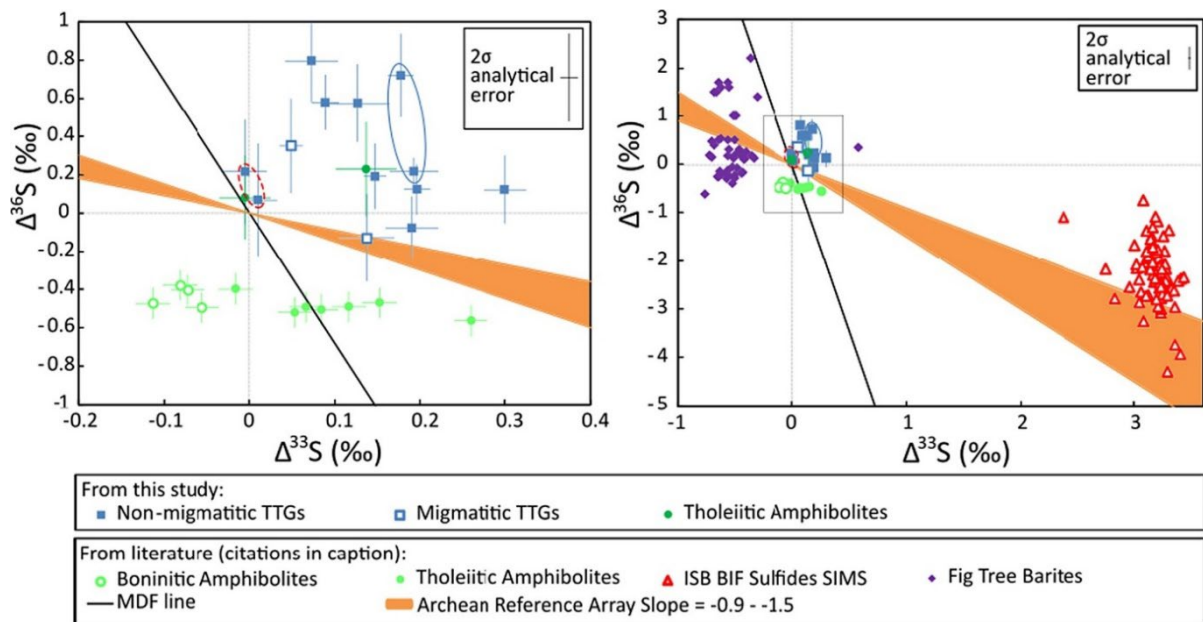 1
0.8
0.6
0.4
0.2
0
-0.2
-0.4
-0.6
-0.8
-1
Δ³⁶S (‰)
2σ
analytical
error
-0.2 -0.1 0 0.1 0.2 0.3 0.4
Δ³³S (‰)
3
2
1
0
-1
-2
-3
-4
-5
Δ³⁶S (‰)
2σ
analytical
error
-1 0 1 2 3
Δ³³S (‰)
From this study:
Non-migmatitic TTGs Migmatitic TTGs Tholeiitic Amphibolites
From literature (citations in caption):
Boninitic Amphibolites Tholeiitic Amphibolites ISB BIF Sulfides SIMS Fig Tree Barites
MDF line Archean Reference Array Slope = -0.9 - -1.5